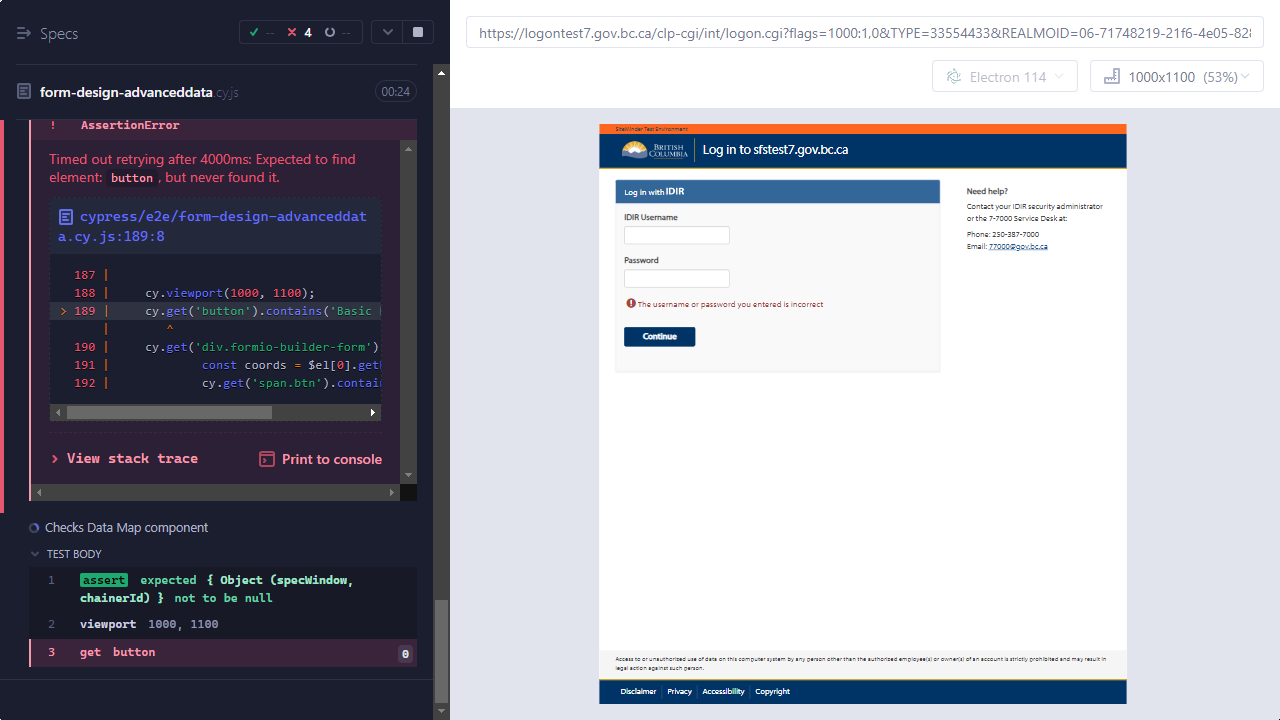 Specs
-- 4 --
form-design-advanceddata.cy.js
00:24
! AssertionError
Timed out retrying after 4000ms: Expected to find
element: button, but never found it.
cypress/e2e/form-design-advanceddat
a.cy.js:189:8
187 |
188 | cy.viewport(1000, 1100);
> 189 | cy.get('button').contains('Basic
| ^
190 | cy.get('div.formio-builder-form')
191 | const coords = $el[0].get
192 | cy.get('span.btn').contai
> View stack trace
Print to console
Checks Data Map component
TEST BODY
1 assert expected { Object (specWindow,
chainerId) } not to be null
2 viewport 1000, 1100
3 get button 0
https://logontest7.gov.bc.ca/clp-cgi/int/logon.cgi?flags=1000:1,0&TYPE=33554433&REALMOID=06-71748219-21f6-4e05-828
Electron 114
1000x1100 (53%)
SiteMinder Test Environment
BRITISH
COLUMBIA
Log in to sfstest7.gov.bc.ca
Log in with IDIR
IDIR Username
Password
The username or password you entered is incorrect
Continue
Need help?
Contact your IDIR security administrator
or the 7-7000 Service Desk at:
Phone: 250-387-7000
Email: 77000@gov.bc.ca
Access to or unauthorized use of data on this computer system by any person other than the authorized employee(s) or owner(s) of an account is strictly prohibited and may result in
legal action against such person.
Disclaimer
Privacy
Accessibility
Copyright